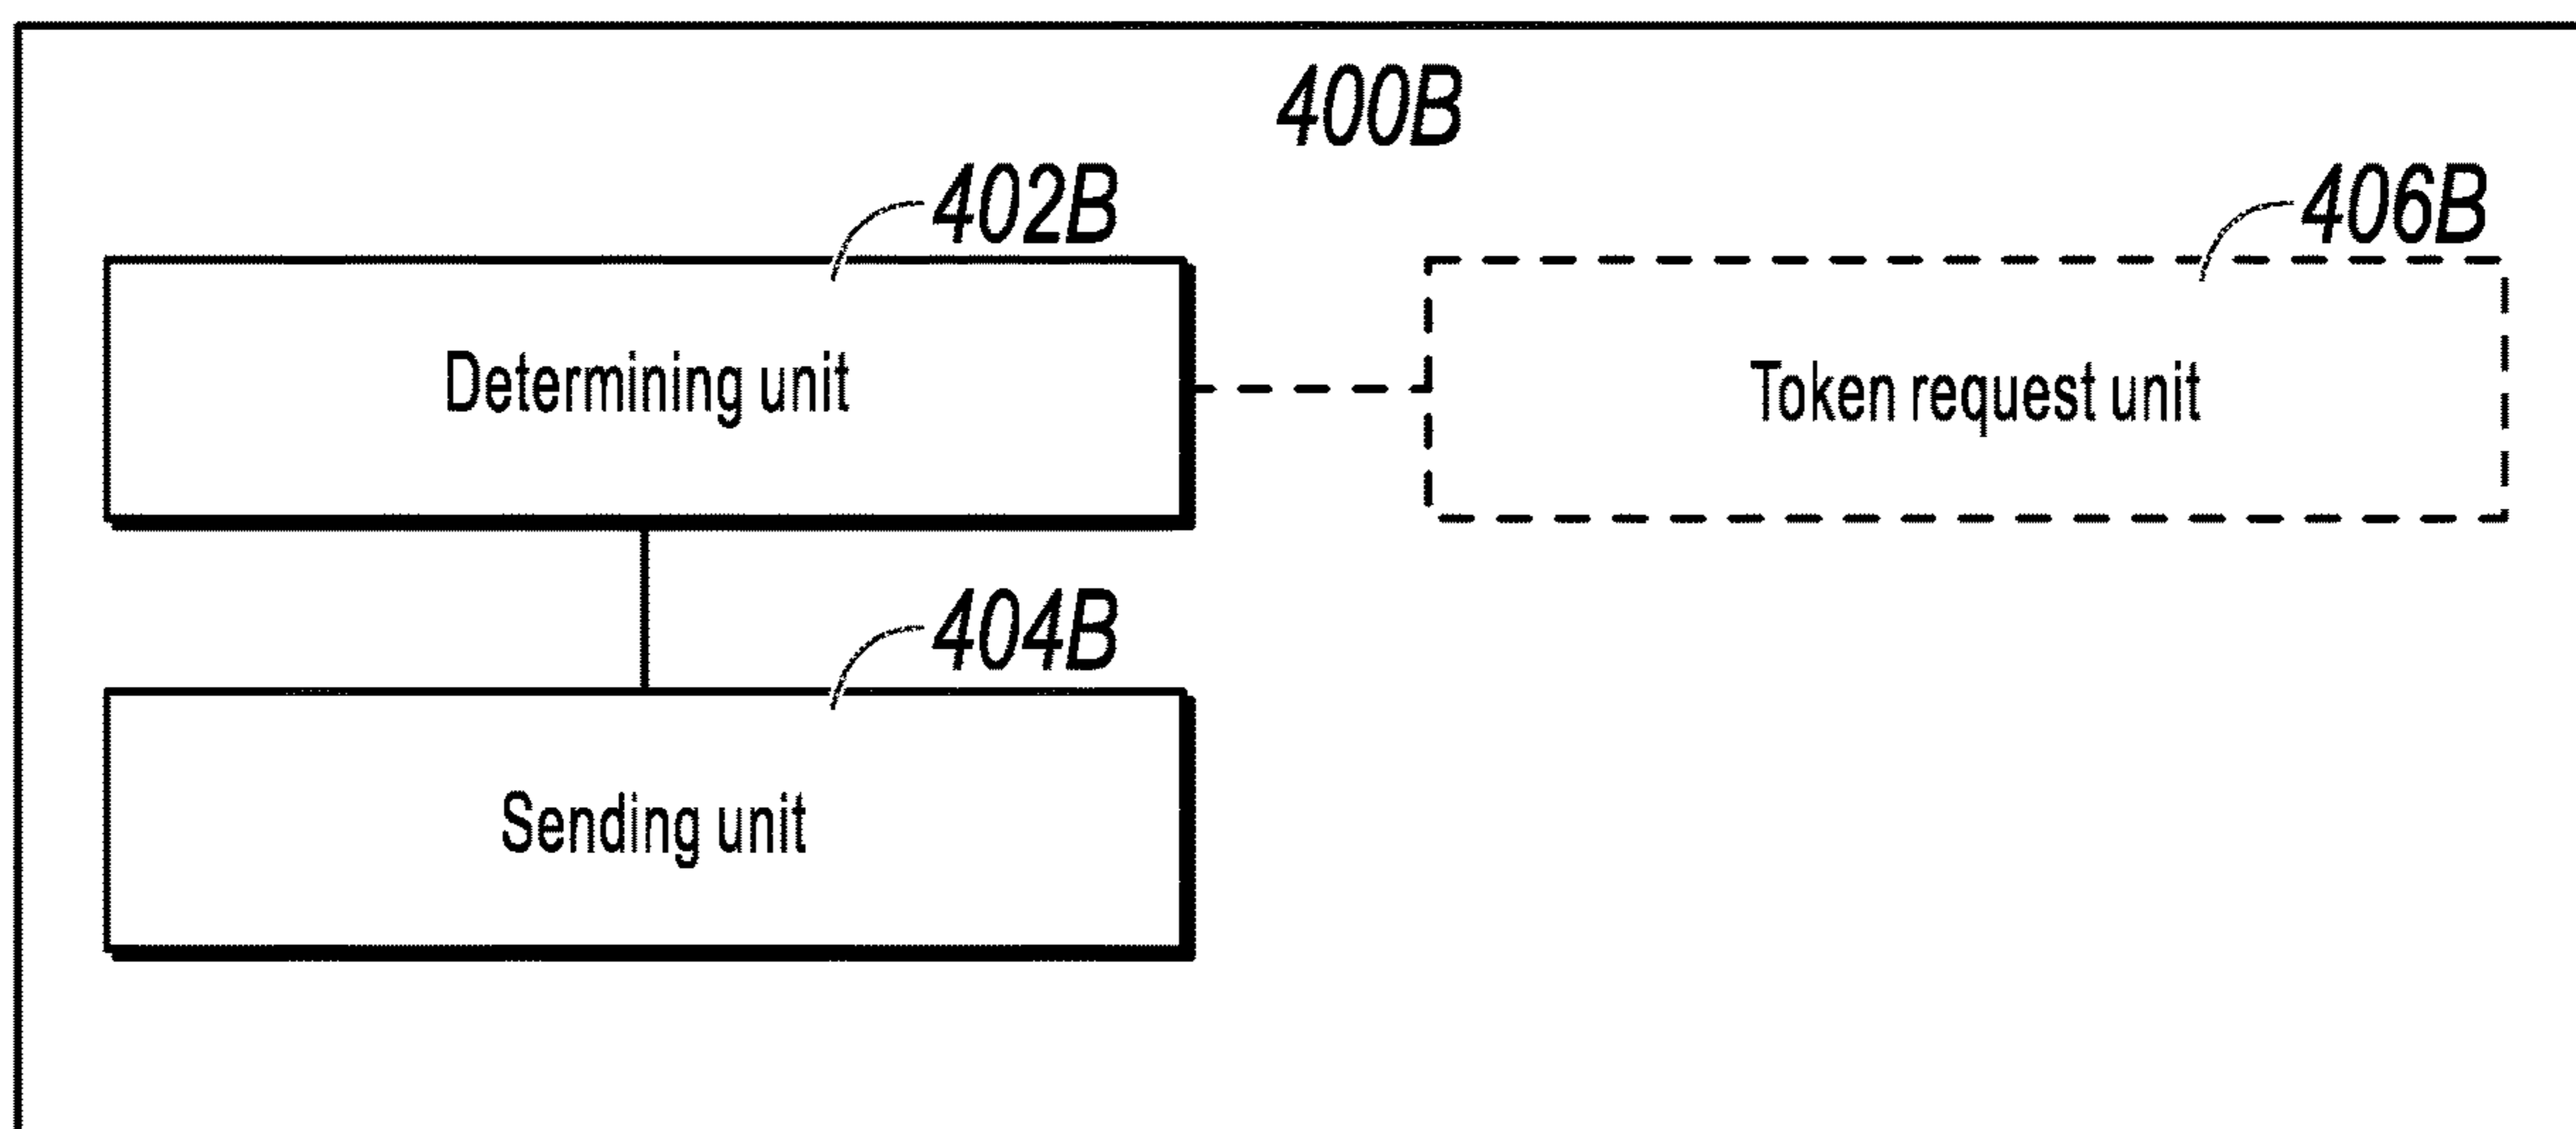 400B
402B
406B
Determining unit
Token request unit
404B
Sending unit